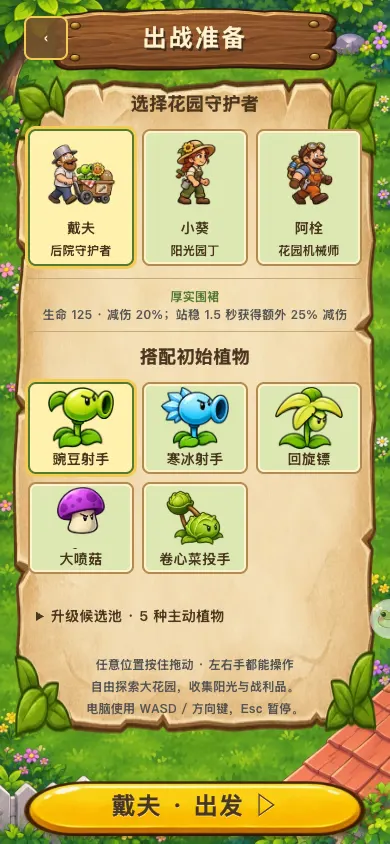 ‹
出战准备
选择花园守护者
戴夫
后院守护者
小葵
阳光园丁
阿栓
花园机械师
厚实围裙
生命 125 · 减伤 20%；站稳 1.5 秒获得额外 25% 减伤
搭配初始植物
豌豆射手
寒冰射手
回旋镖
大喷菇
卷心菜投手
▶ 升级候选池 · 5 种主动植物
任意位置按住拖动 · 左右手都能操作
自由探索大花园，收集阳光与战利品。
电脑使用 WASD / 方向键，Esc 暂停。
戴夫 · 出发 ▷